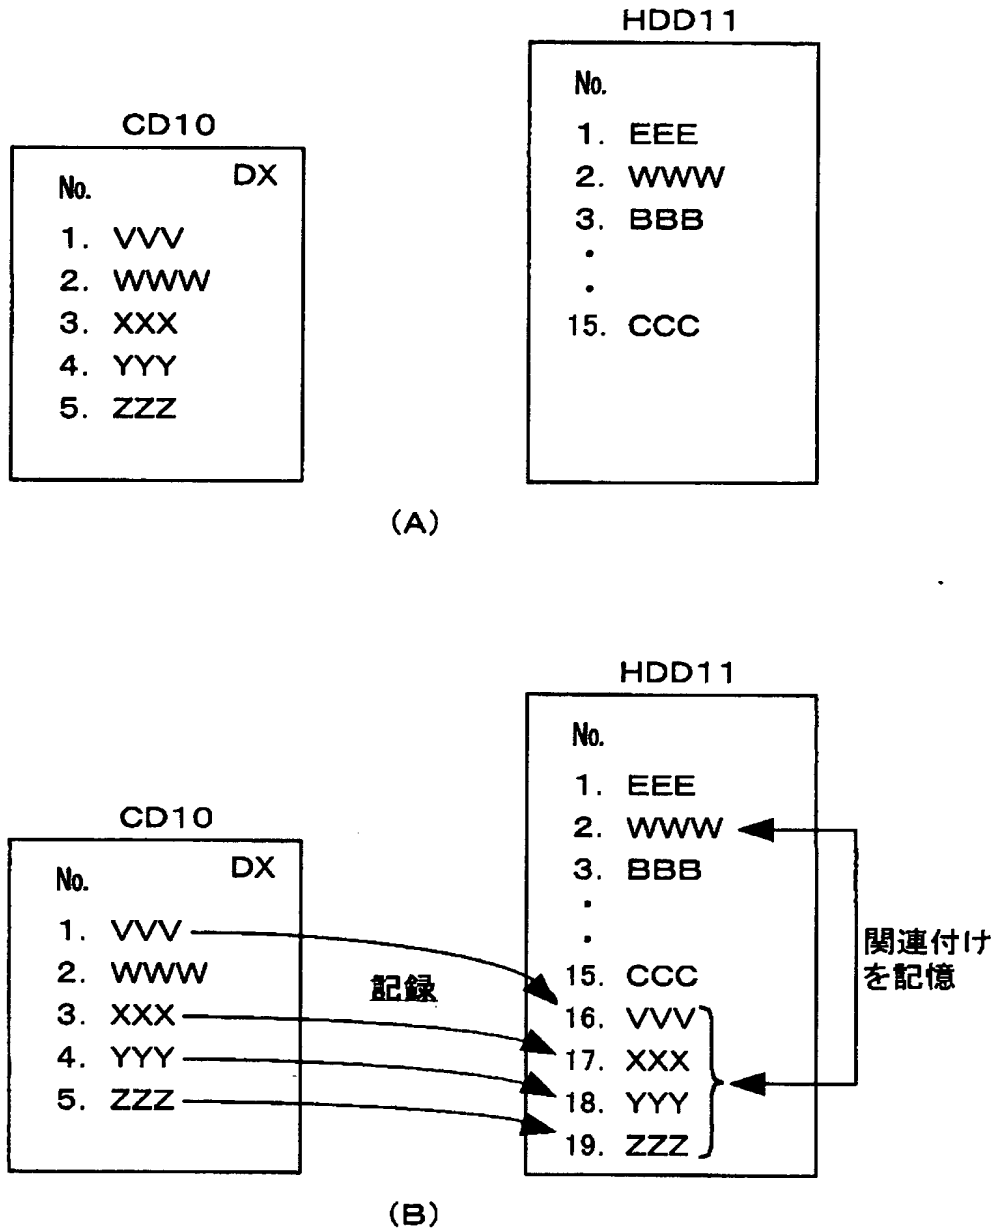 HDD11
No.
1. EEE
2. WWW
3. BBB
・
・
15. CCC
CD10
DX
No.
1. VVV
2. WWW
3. XXX
4. YYY
5. ZZZ
(A)
HDD11
No.
1. EEE
2. WWW
3. BBB
・
・
15. CCC
16. VVV
17. XXX
18. YYY
19. ZZZ
CD10
DX
No.
1. VVV
2. WWW
3. XXX
4. YYY
5. ZZZ
記録
関連付け
を記憶
(B)